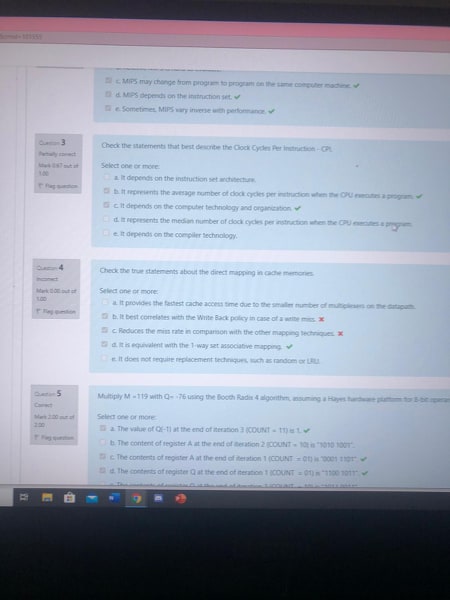 c. MIPS may change from program to program on the same computer machine. ✔
d. MIPS depends on the instruction set. ✔
e. Sometimes, MIPS vary inverse with performance. ✔
Question 3
Partially correct
Mark 0.67 out of
1.00
Flag question
Check the statements that best describe the Clock Cycles Per Instruction - CPI.
Select one or more:
a. It depends on the instruction set architecture.
b. It represents the average number of clock cycles per instruction when the CPU executes a program. ✔
c. It depends on the computer technology and organization. ✔
d. It represents the median number of clock cycles per instruction when the CPU executes a program.
e. It depends on the compiler technology.
Question 4
Incorrect
Mark 0.00 out of
1.00
Flag question
Check the true statements about the direct mapping in cache memories.
Select one or more:
a. It provides the fastest cache access time due to the smaller number of multiplexers on the datapath.
b. It best correlates with the Write Back policy in case of a write miss. ✖
c. Reduces the miss rate in comparison with the other mapping techniques. ✖
d. It is equivalent with the 1-way set associative mapping. ✔
e. It does not require replacement techniques, such as random or LRU.
Question 5
Correct
Mark 2.00 out of
2.00
Flag question
Multiply M =119 with Q= -76 using the Booth Radix 4 algorithm, assuming a Hayes hardware platform for 8-bit
Select one or more:
a. The value of Q[-1] at the end of iteration 3 (COUNT = 11) is 1. ✔
b. The content of register A at the end of iteration 2 (COUNT = 10) is "1010 1001".
c. The contents of register A at the end of iteration 1 (COUNT = 01) is "0001 1101". ✔
d. The contents of register Q at the end of iteration 1 (COUNT = 01) is "1100 1011". ✔